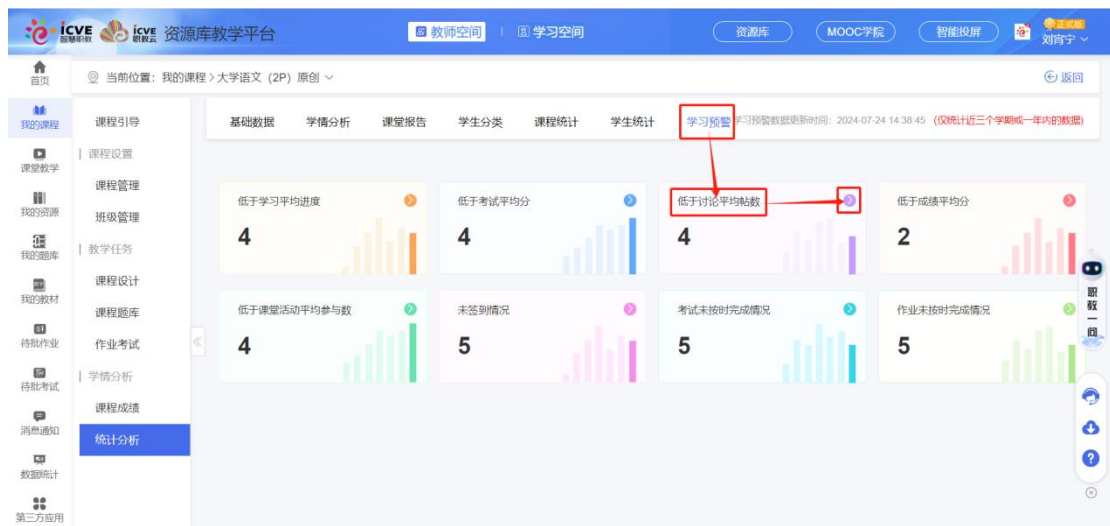 icve 智慧职教 icve 职教云 资源库教学平台 教师空间 学习空间 资源库 MOOC学院 智能投屏 正式版 刘宵宁
首页
当前位置：我的课程 > 大学语文（2P）原创 返回
我的课程
课堂教学
我的资源
我的题库
我的教材
待批作业
待批考试
消息通知
数据统计
第三方应用
课程引导
课程设置
课程管理
班级管理
教学任务
课程设计
课程题库
作业考试
学情分析
课程成绩
统计分析
基础数据 学情分析 课堂报告 学生分类 课程统计 学生统计 学习预警 学习预警数据更新时间：2024-07-24 14:38:45 （仅统计近三个学期或一年内的数据）
低于学习平均进度
4
低于考试平均分
4
低于讨论平均帖数
4
低于成绩平均分
2
低于课堂活动平均参与数
4
未签到情况
5
考试未按时完成情况
5
作业未按时完成情况
5
职教一问